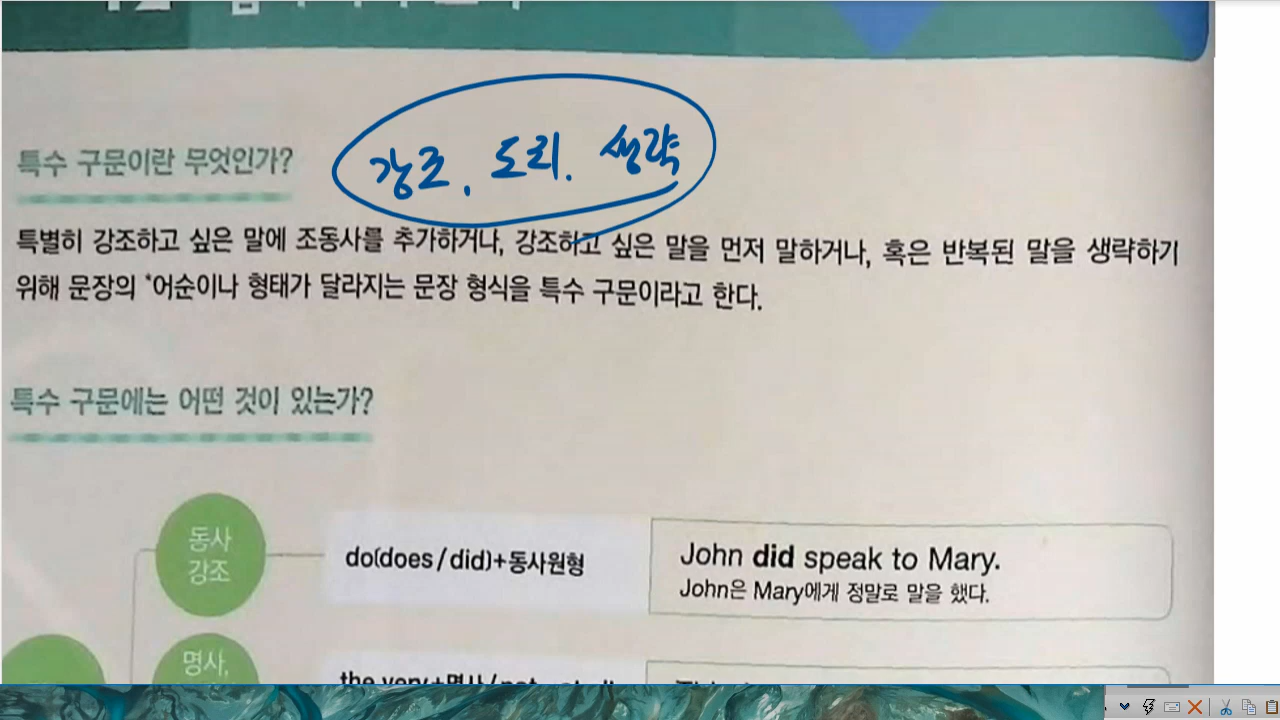 특수 구문이란 무엇인가?
강조, 도리, 생략
특별히 강조하고 싶은 말에 조동사를 추가하거나, 강조하고 싶은 말을 먼저 말하거나, 혹은 반복된 말을 생략하기
위해 문장의 *어순이나 형태가 달라지는 문장 형식을 특수 구문이라고 한다.
특수 구문에는 어떤 것이 있는가?
동사
강조
do(does/did)+동사원형
John did speak to Mary.
John은 Mary에게 정말로 말을 했다.
명사,
the very+명사/not